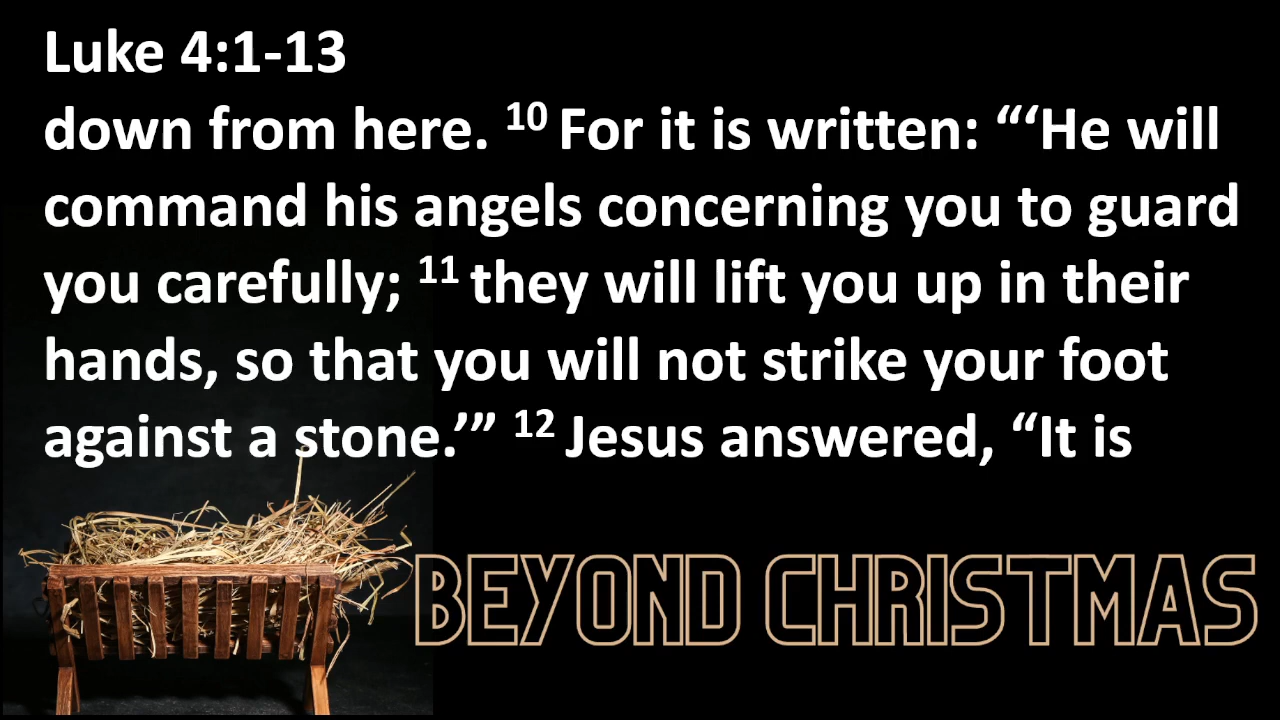 Luke 4:1-13
down from here. 10 For it is written: “‘He will
command his angels concerning you to guard
you carefully; 11 they will lift you up in their
hands, so that you will not strike your foot
against a stone.’” 12 Jesus answered, “It is
BEYOND CHRISTMAS